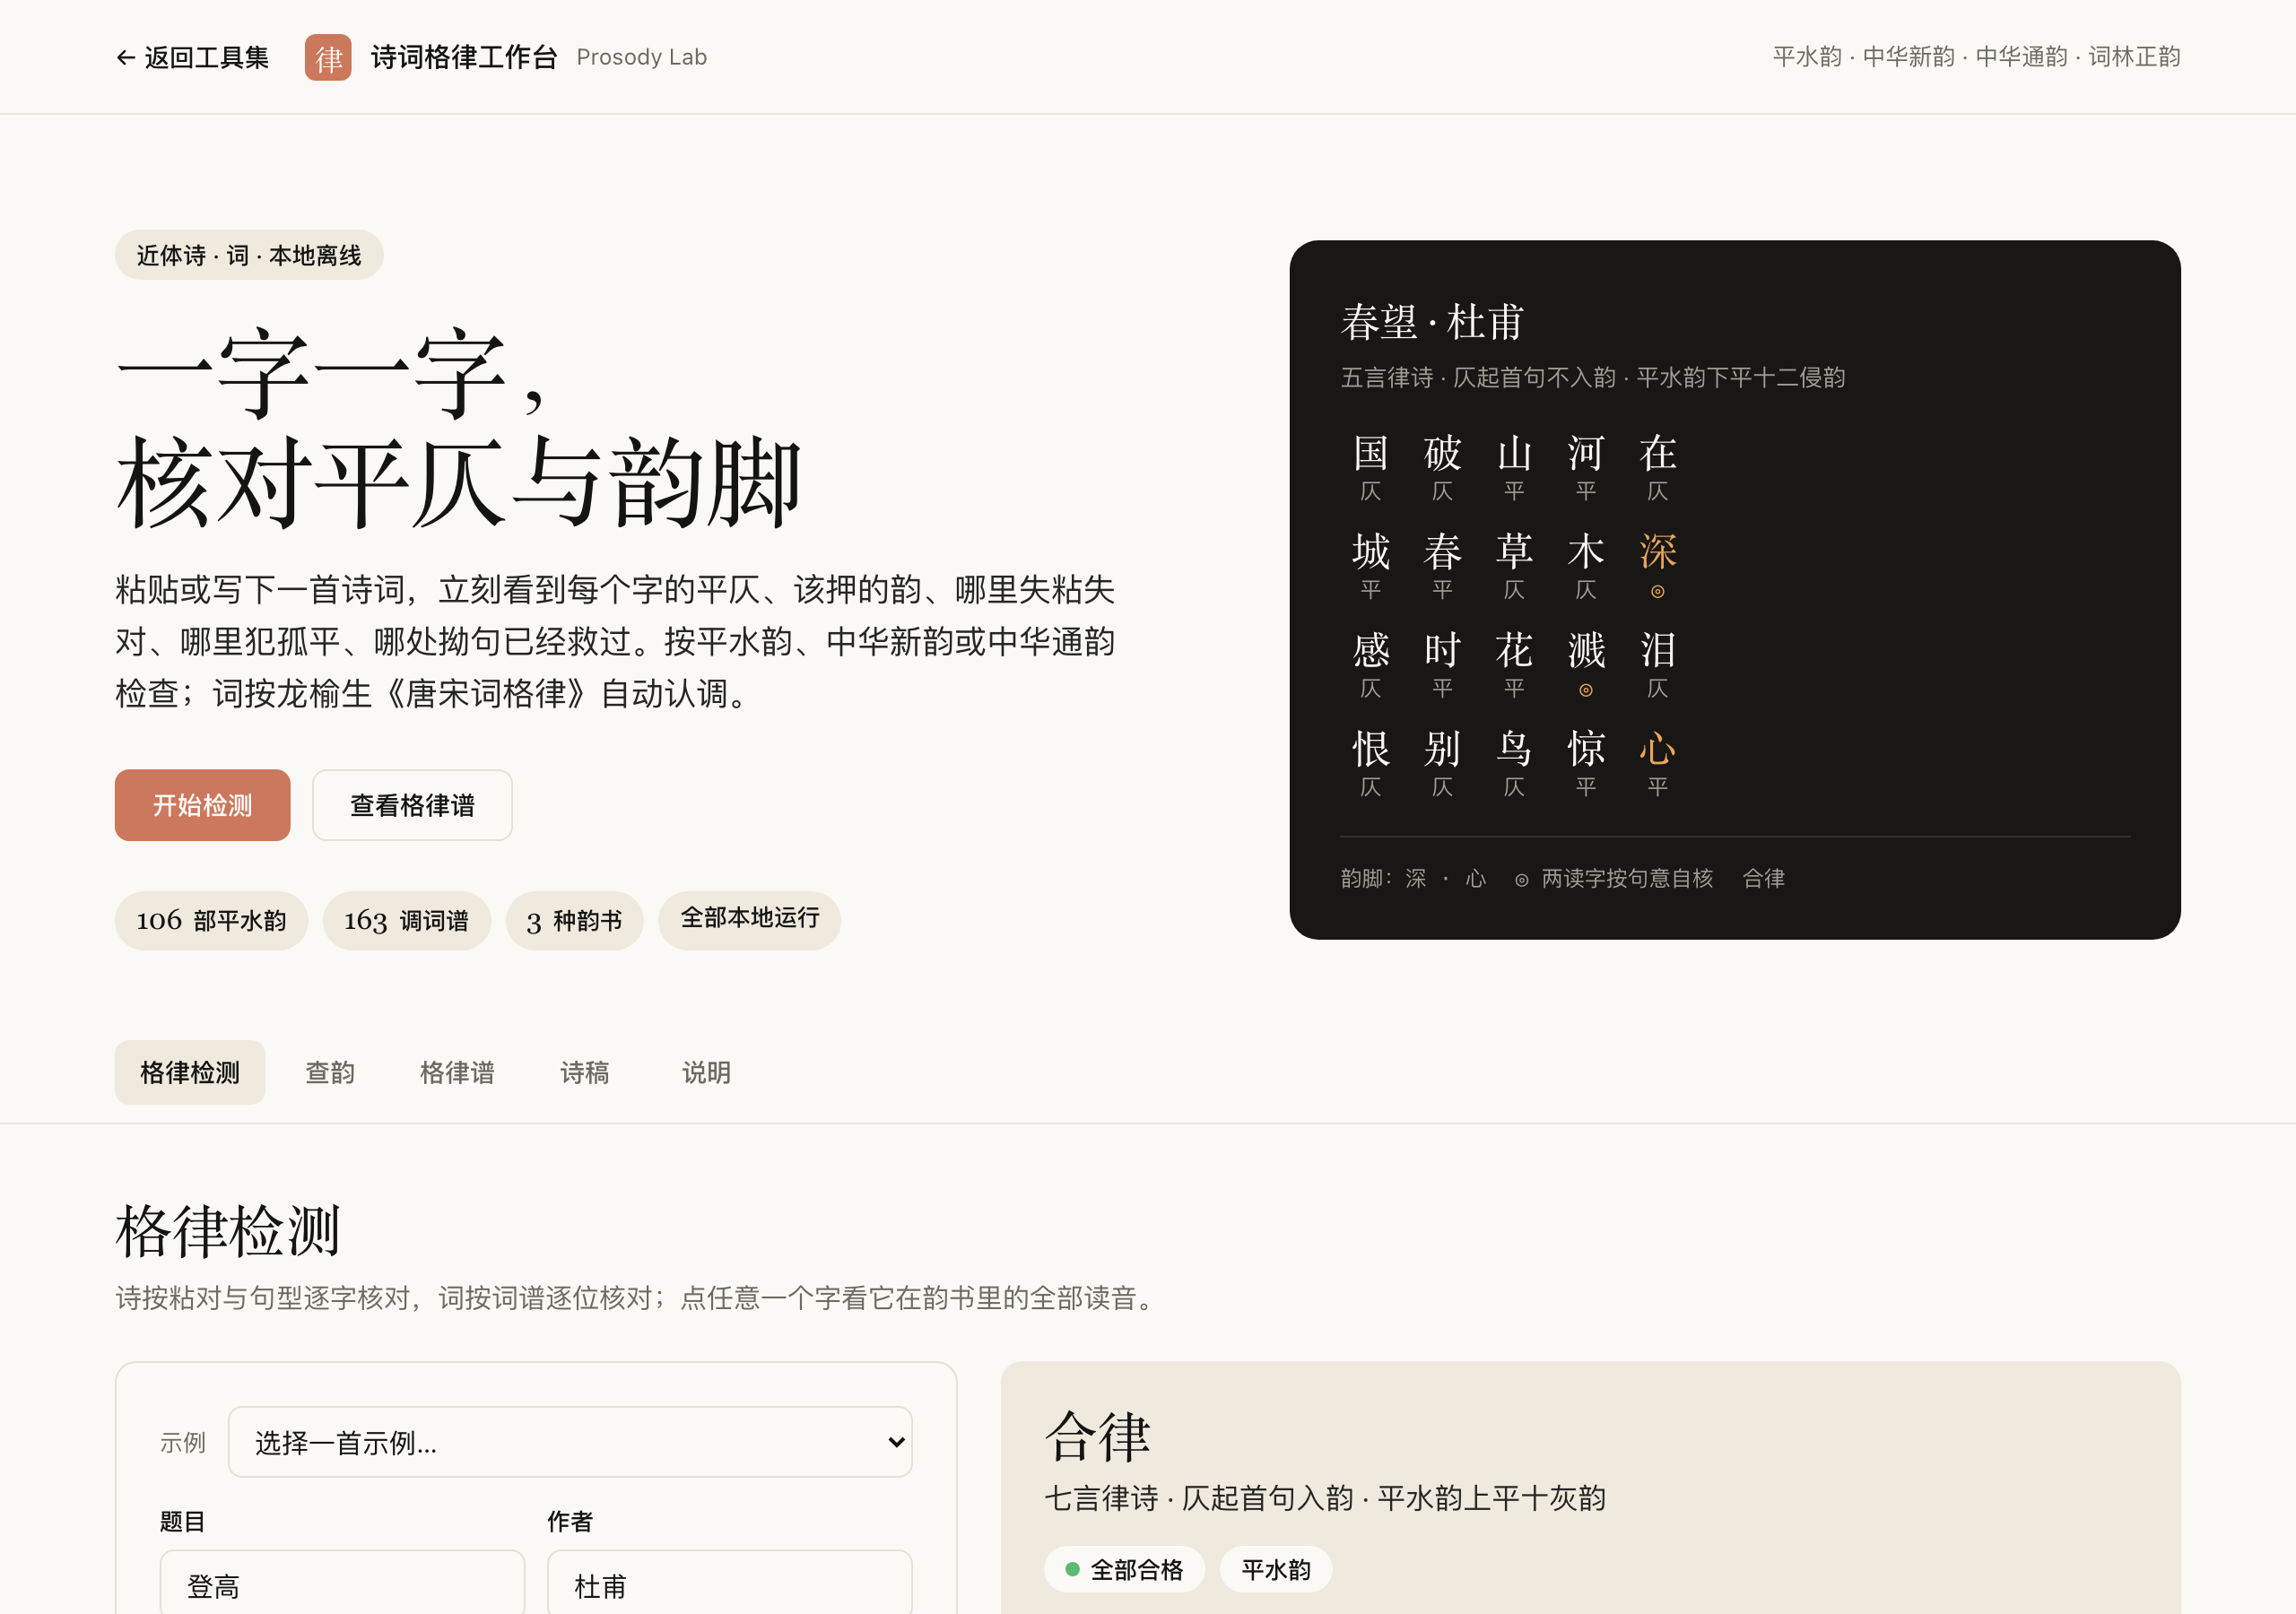 ← 返回工具集 律 诗词格律工作台 Prosody Lab 平水韵 · 中华新韵 · 中华通韵 · 词林正韵
近体诗 · 词 · 本地离线
一字一字，
核对平仄与韵脚
粘贴或写下一首诗词，立刻看到每个字的平仄、该押的韵、哪里失粘失
对、哪里犯孤平、哪处拗句已经救过。按平水韵、中华新韵或中华通韵
检查；词按龙榆生《唐宋词格律》自动认调。
开始检测 查看格律谱
106 部平水韵 163 调词谱 3 种韵书 全部本地运行
春望 · 杜甫
五言律诗 · 仄起首句不入韵 · 平水韵下平十二侵韵
国 破 山 河 在
仄 仄 平 平 仄
城 春 草 木 深
平 平 仄 仄 ◎
感 时 花 溅 泪
仄 平 平 ◎ 仄
恨 别 鸟 惊 心
仄 仄 仄 平 平
韵脚：深 · 心 ◎ 两读字按句意自核 合律
格律检测 查韵 格律谱 诗稿 说明
格律检测
诗按粘对与句型逐字核对，词按词谱逐位核对；点任意一个字看它在韵书里的全部读音。
示例 选择一首示例…
题目 作者
登高 杜甫
合律
七言律诗 · 仄起首句入韵 · 平水韵上平十灰韵
全部合格 平水韵